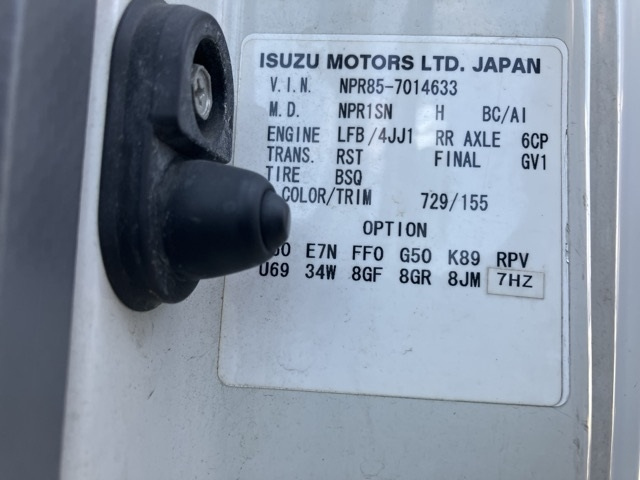 ISUZU MOTORS LTD. JAPAN
V.I.N. NPR85-7014633
M.D. NPR1SN H BC/AI
ENGINE LFB/4JJ1 RR AXLE 6CP
TRANS. RST FINAL GV1
TIRE BSQ
COLOR/TRIM 729/155
OPTION
E7N FF0 G50 K89 RPV
U69 34W 8GF 8GR 8JM 7HZ